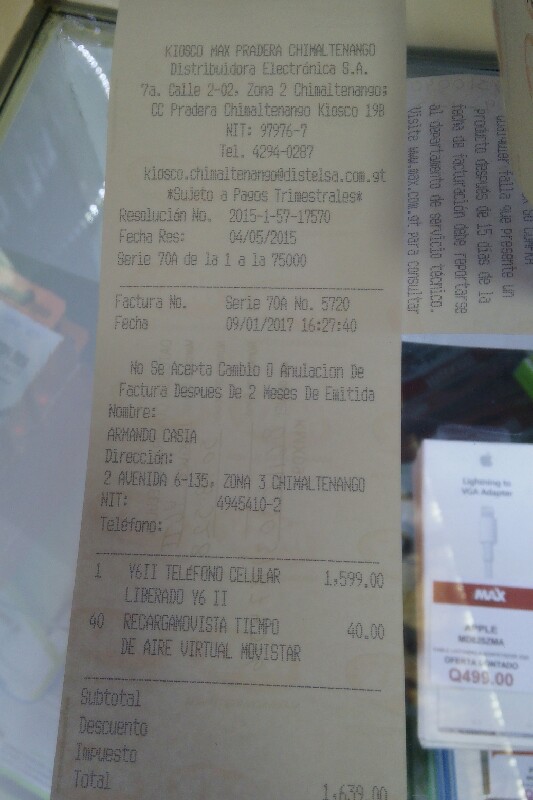 KIOSCO MAX PRADERA CHIMALTENANGO
Distribuidora Electrónica S.A.
7a. Calle 2-02, Zona 2 Chimaltenango;
CC Pradera Chimaltenango Kiosco 19B
NIT: 97976-7
Tel. 4294-0287
kiosco.chimaltenango@distelsa.com.gt
*Sujeto a Pagos Trimestrales*
Resolución No. 2015-1-57-17570
Fecha Res: 04/05/2015
Serie 70A de la 1 a la 75000
Factura No. Serie 70A No. 5720
Fecha 09/01/2017 16:27:40
No Se Acepta Cambio O Anulacion De
Factura Despues De 2 Meses De Emitida
Nombre:
ARMANDO CASIA
Dirección:
2 AVENIDA 6-135, ZONA 3 CHIMALTENANGO
NIT: 4945410-2
Teléfono:
1 Y6II TELÉFONO CELULAR 1,599.00
LIBERADO Y6 II
40 RECARGAMOVISTA TIEMPO 40.00
DE AIRE VIRTUAL MOVISTAR
Subtotal
Descuento
Impuesto
Total 1,639.00
Cualquier falla que presente un
producto después de 15 días de la
fecha de facturación debe reportarse
al departamento de servicio técnico.
Visite www.max.com.gt para consultar
Lightning to
VGA Adapter
MAX
APPLE
OFERTA LIMITADO
Q499.00